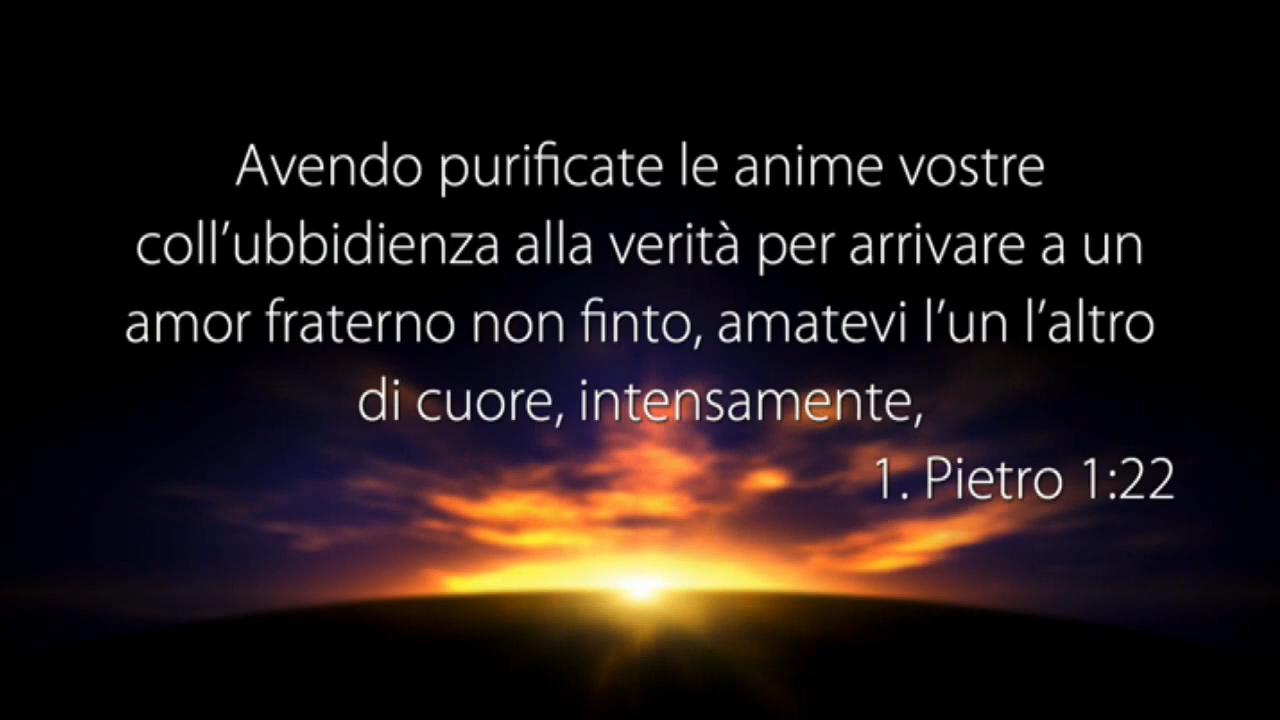 Avendo purificate le anime vostre
coll’ubbidienza alla verità per arrivare a un
amor fraterno non finto, amatevi l’un l’altro
di cuore, intensamente,
1. Pietro 1:22